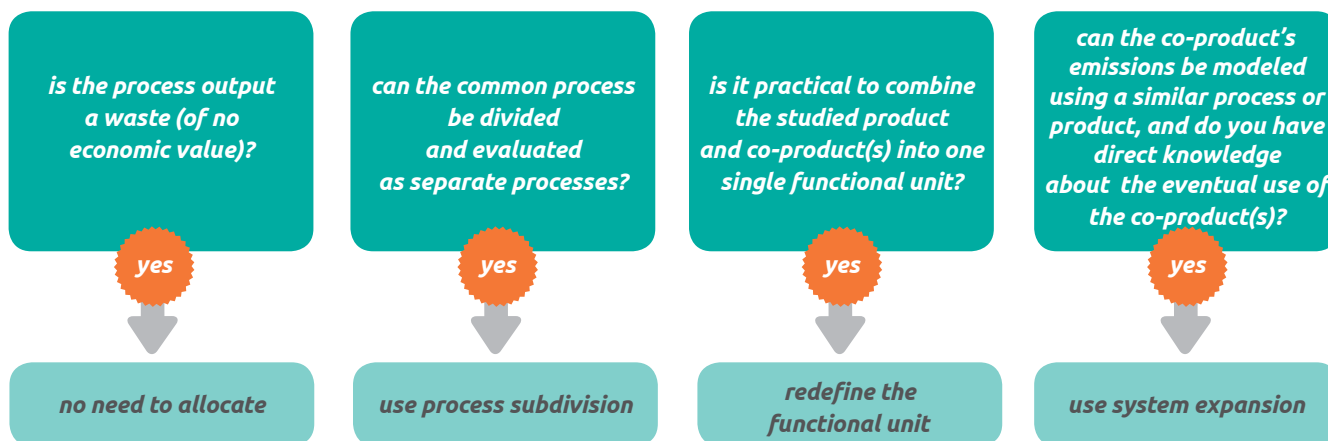 is the process output
a waste (of no
economic value)?
yes
no need to allocate
can the common process
be divided
and evaluated
as separate processes?
yes
use process subdivision
is it practical to combine
the studied product
and co-product(s) into one
single functional unit?
yes
redefine the
functional unit
can the co-product’s
emissions be modeled
using a similar process or
product, and do you have
direct knowledge
about the eventual use of
the co-product(s)?
yes
use system expansion